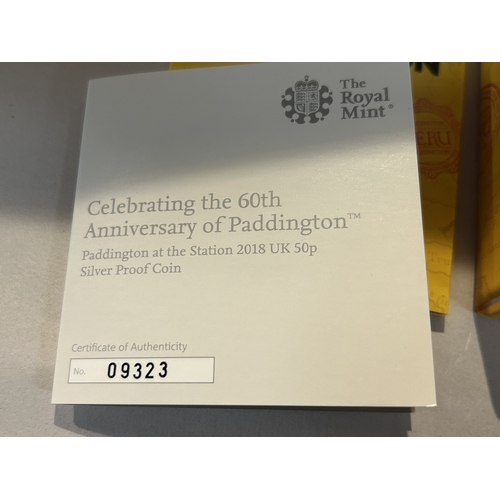 The
Royal
Mint®
Celebrating the 60th
Anniversary of Paddington™
Paddington at the Station 2018 UK 50p
Silver Proof Coin
Certificate of Authenticity
No. 09323